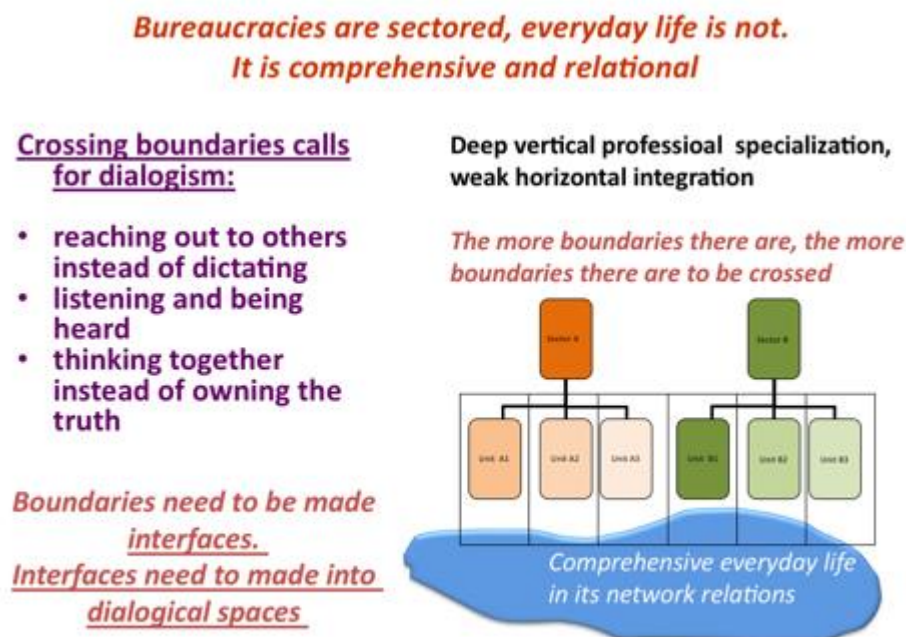 Bureaucracies are sectored, everyday life is not.
It is comprehensive and relational
Crossing boundaries calls
for dialogism:
• reaching out to others
instead of dictating
• listening and being
heard
• thinking together
instead of owning the
truth
Boundaries need to be made
interfaces.
Interfaces need to made into
dialogical spaces
Deep vertical professioal specialization,
weak horizontal integration
The more boundaries there are, the more
boundaries there are to be crossed
Sector A
Sector B
Unit A1
Unit A2
Unit A3
Unit B1
Unit B2
Unit B3
Comprehensive everyday life
in its network relations